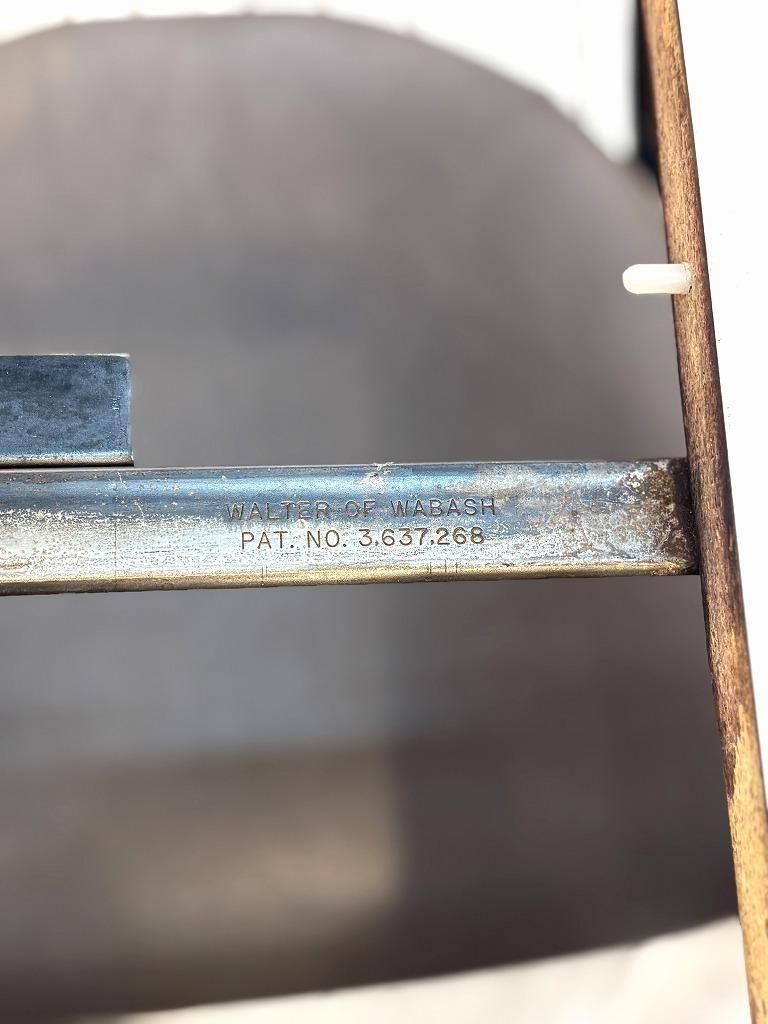 WALTER OF WABASH
PAT. NO. 3.637.268